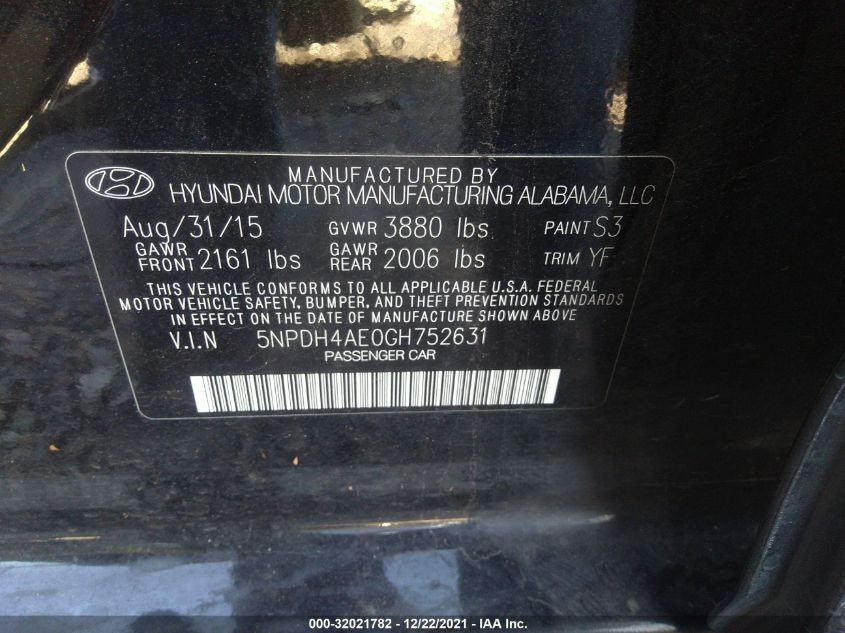 MANUFACTURED BY
HYUNDAI MOTOR MANUFACTURING ALABAMA, LLC
Aug/31/15 GVWR 3880 lbs PAINT S3
GAWR FRONT 2161 lbs GAWR REAR 2006 lbs TRIM YF
THIS VEHICLE CONFORMS TO ALL APPLICABLE U.S.A. FEDERAL
MOTOR VEHICLE SAFETY, BUMPER, AND THEFT PREVENTION STANDARDS
IN EFFECT ON THE DATE OF MANUFACTURE SHOWN ABOVE
V.I.N 5NPDH4AE0GH752631
PASSENGER CAR
000-32021782 - 12/22/2021 - IAA Inc.